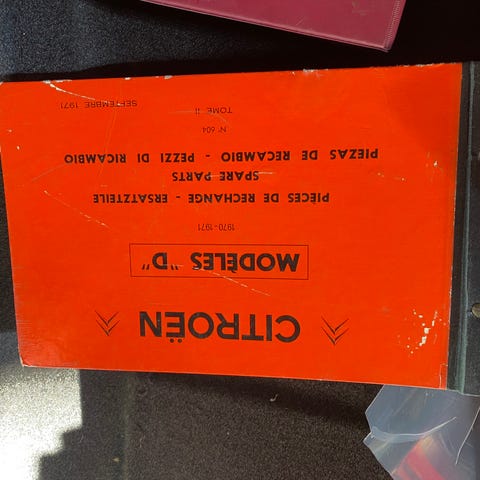 CITROËN
MODÈLES "D"
1970-1971
PIÈCES DE RECHANGE - ERSATZTEILE
SPARE PARTS
PIEZAS DE RECAMBIO - PEZZI DI RICAMBIO
N° 604
TOME II
SEPTEMBRE 1971